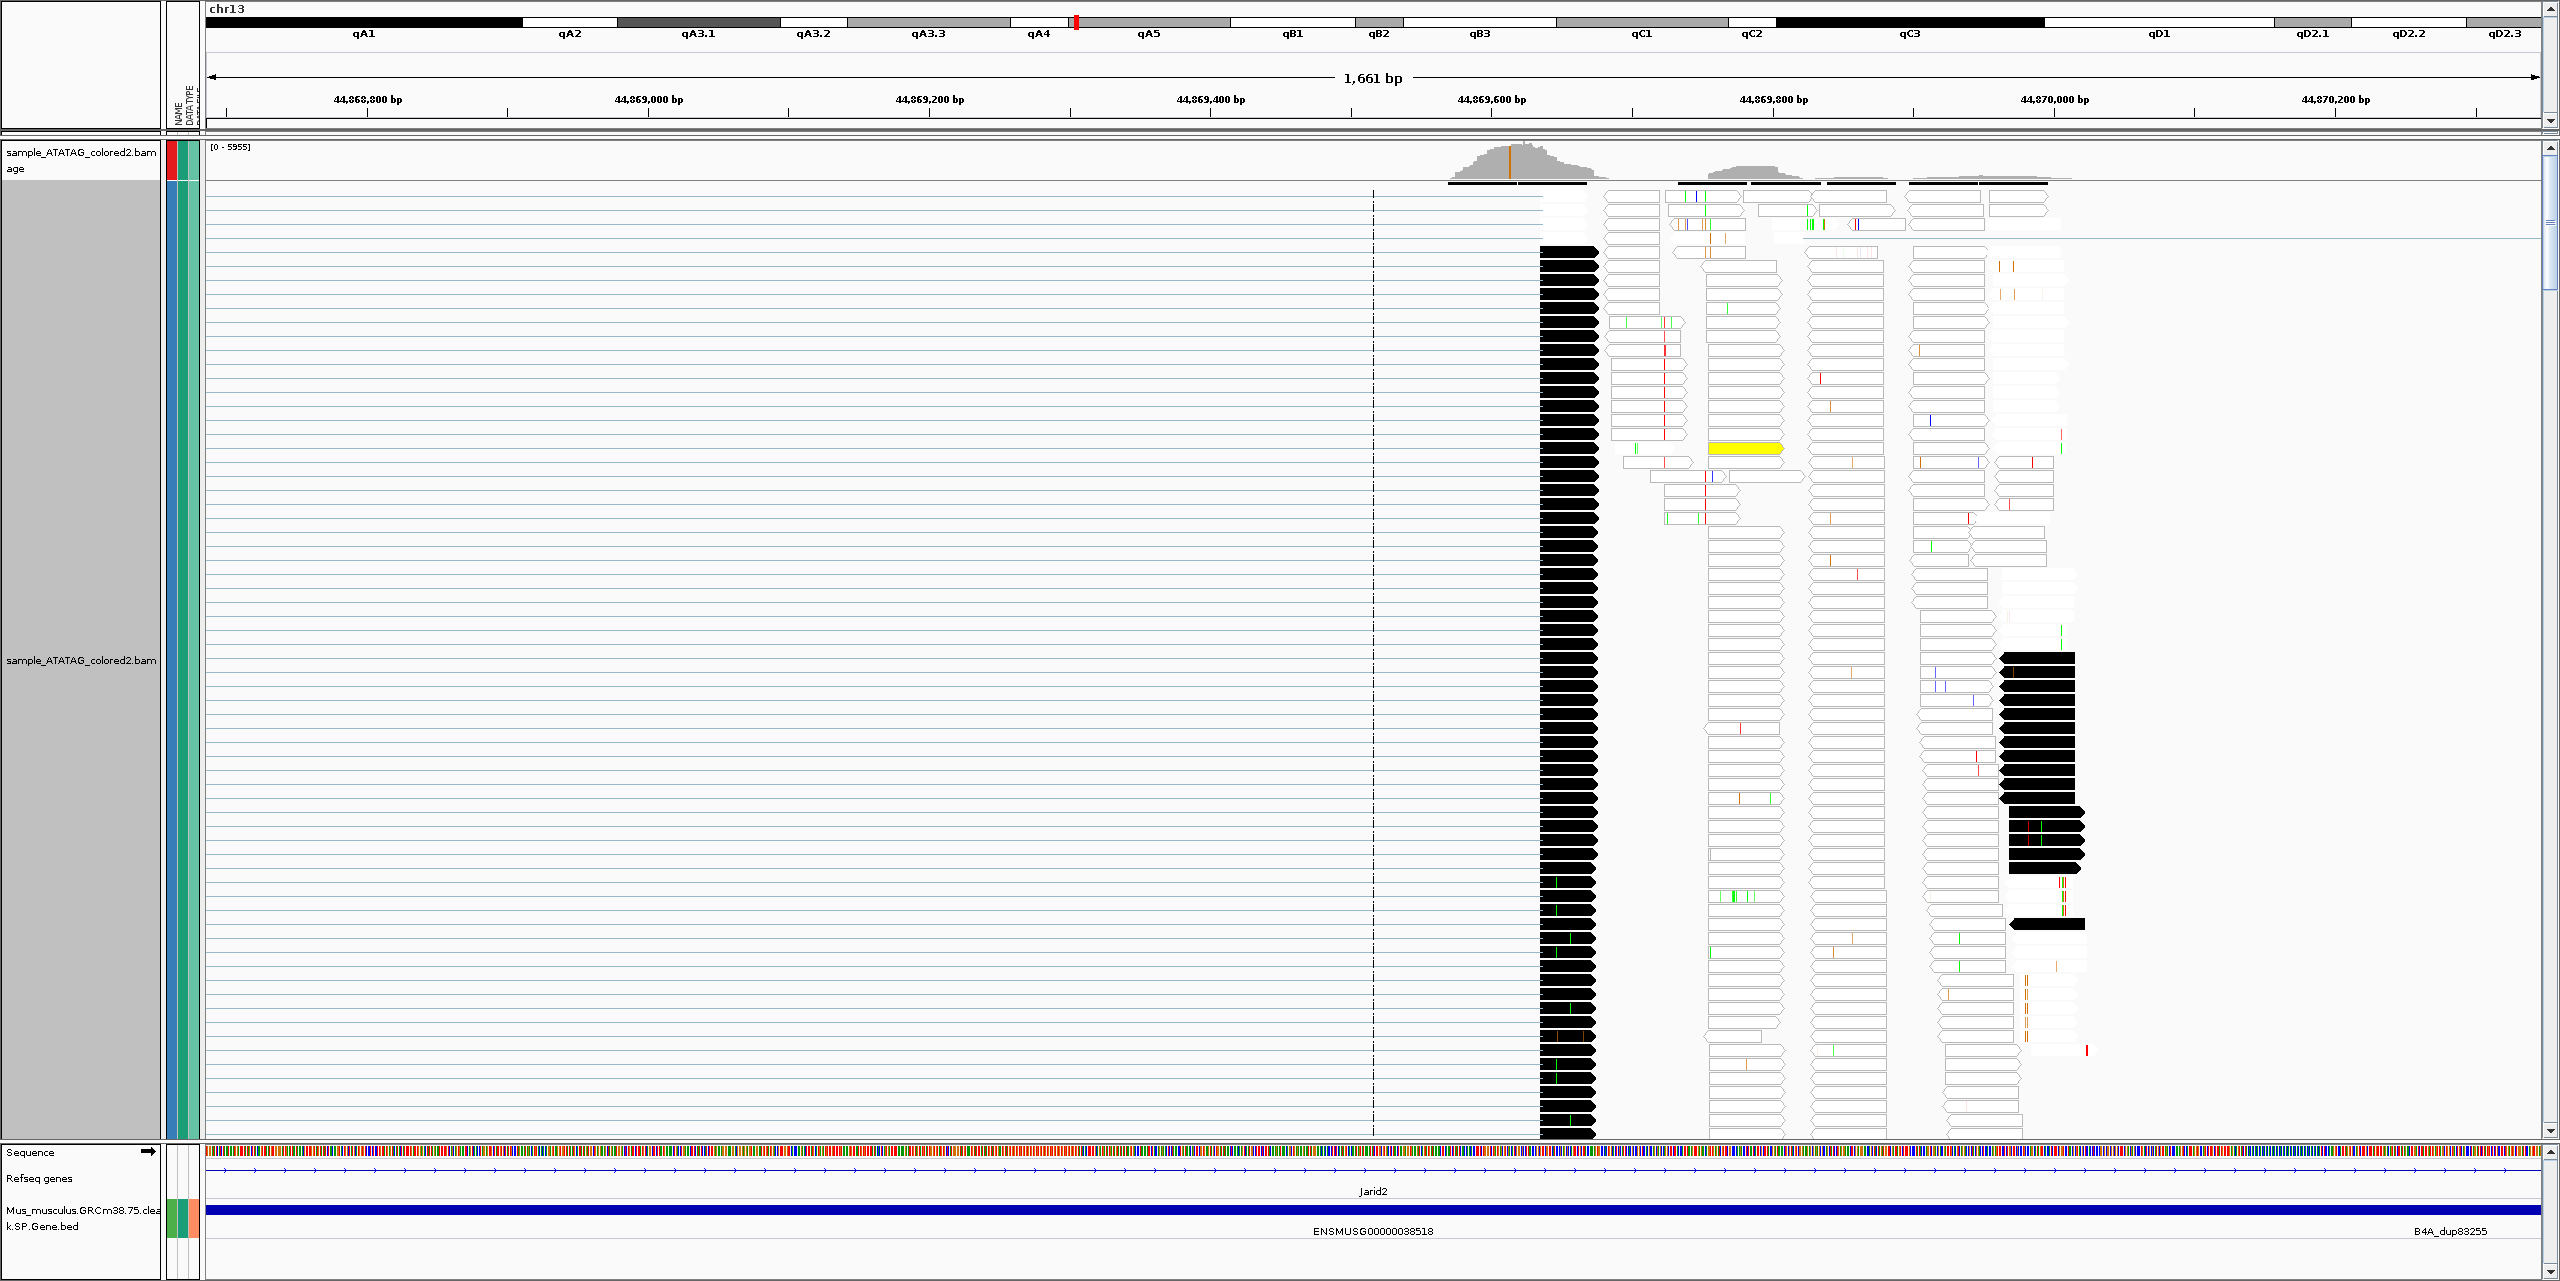 chr13
qA1 qA2 qA3.1 qA3.2 qA3.3 qA4 qA5 qB1 qB2 qB3 qC1 qC2 qC3 qD1 qD2.1 qD2.2 qD2.3
1,661 bp
44,868,800 bp 44,869,000 bp 44,869,200 bp 44,869,400 bp 44,869,600 bp 44,869,800 bp 44,870,000 bp 44,870,200 bp
NAME
DATA TYPE
sample_ATATAG_colored2.bam
age
[0 - 5955]
sample_ATATAG_colored2.bam
Sequence
Refseq genes
Jarid2
Mus_musculus.GRCm38.75.clea
k.SP.Gene.bed
ENSMUSG00000038518 B4A_dup83255